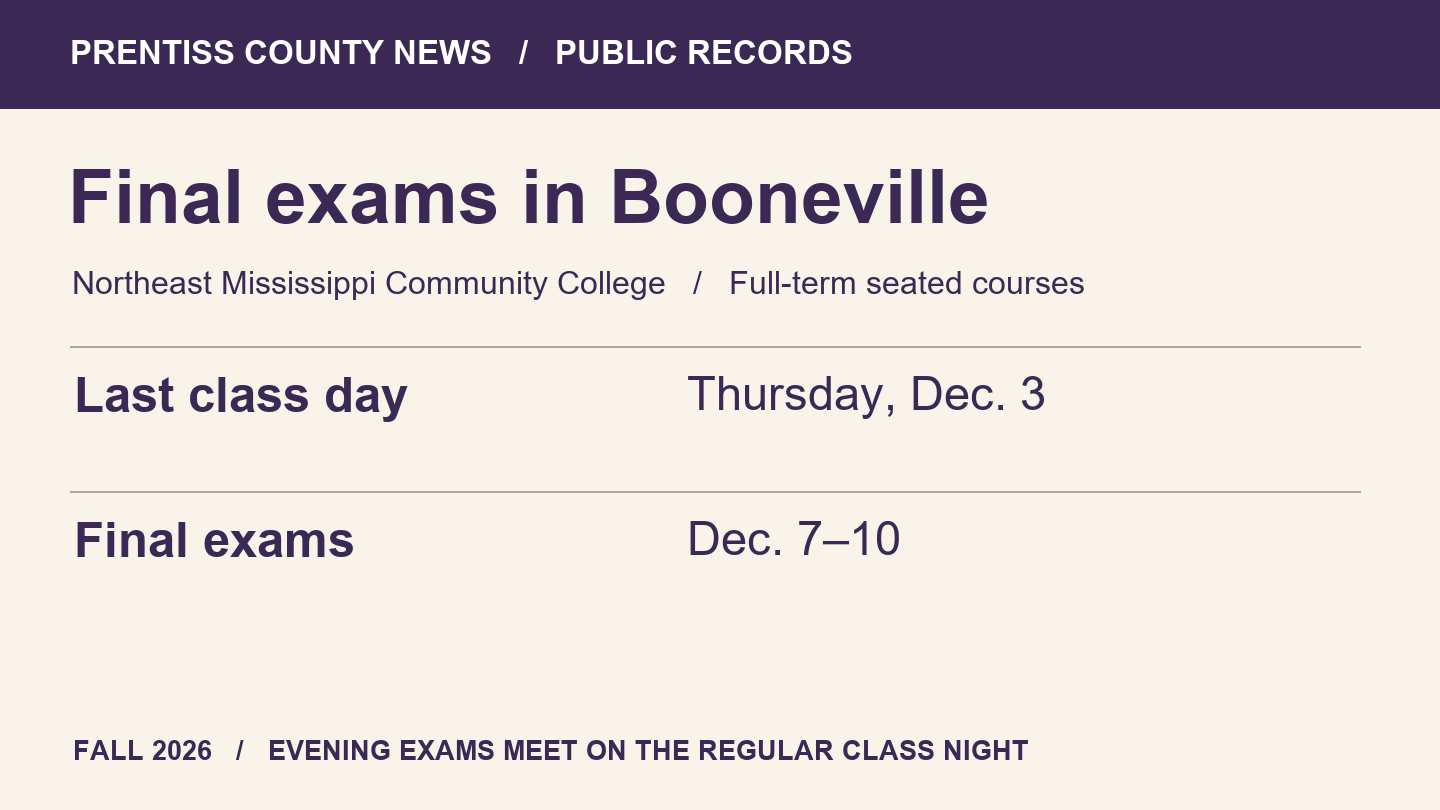 PRENTISS COUNTY NEWS / PUBLIC RECORDS
Final exams in Booneville
Northeast Mississippi Community College / Full-term seated courses
Last class day Thursday, Dec. 3
Final exams Dec. 7–10
FALL 2026 / EVENING EXAMS MEET ON THE REGULAR CLASS NIGHT